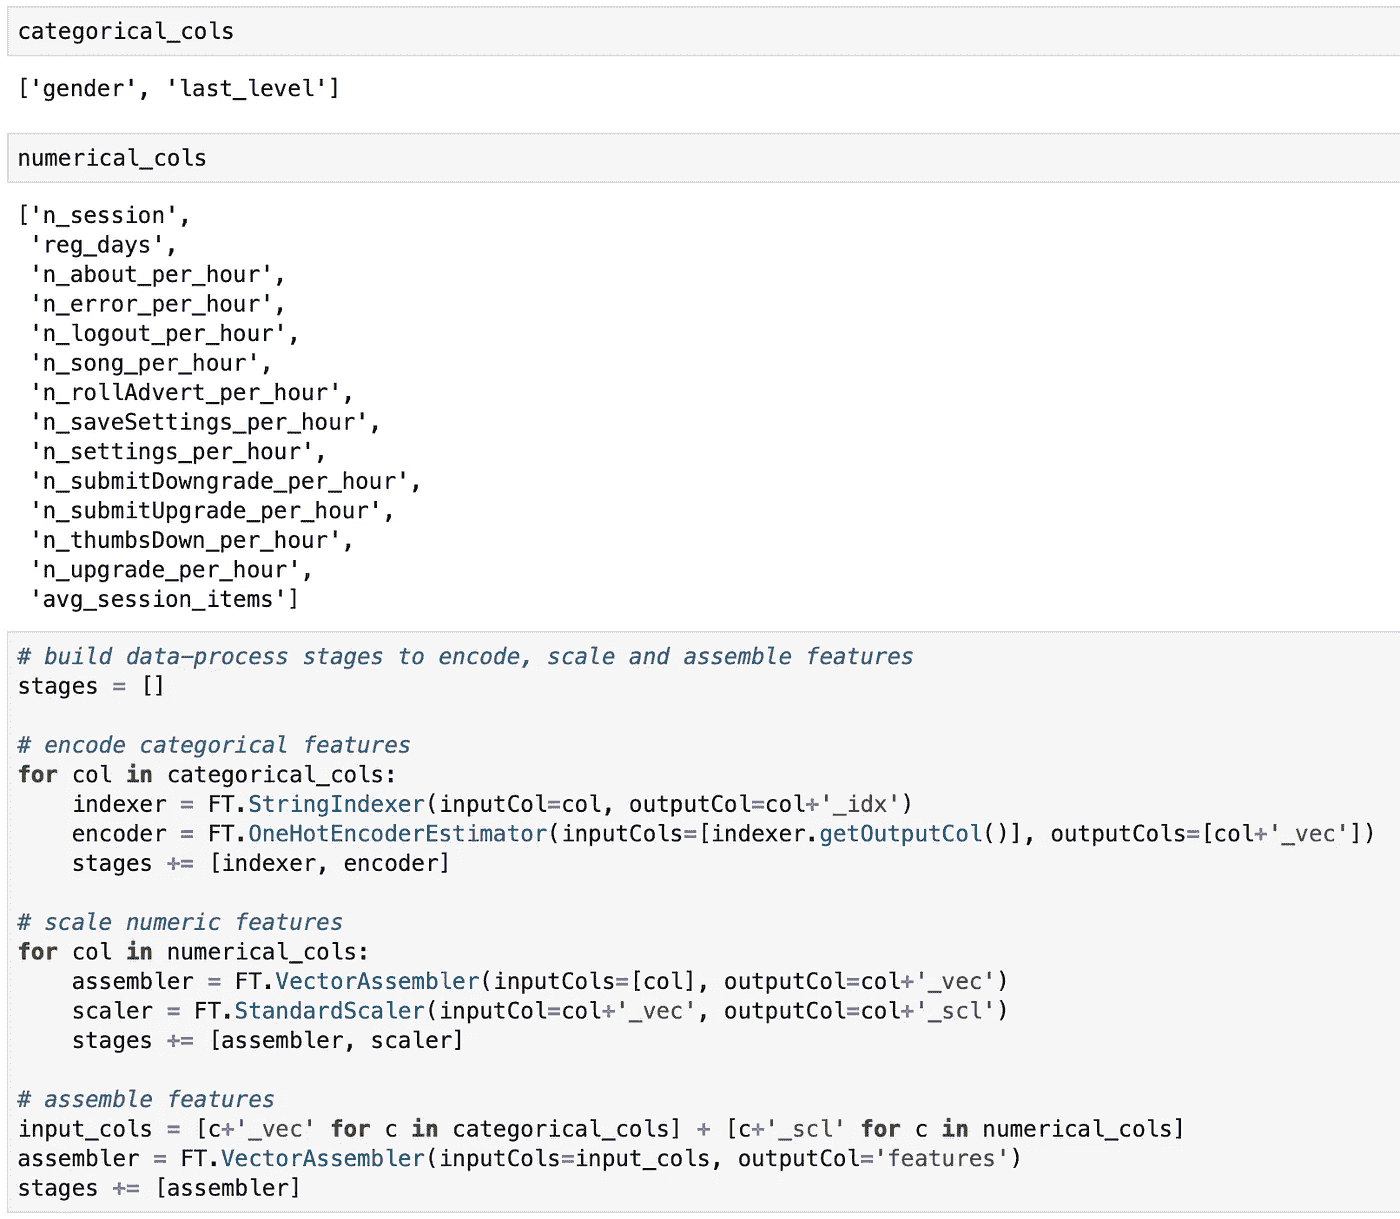 categorical_cols
['gender', 'last_level']
numerical_cols
['n_session',
 'reg_days',
 'n_about_per_hour',
 'n_error_per_hour',
 'n_logout_per_hour',
 'n_song_per_hour',
 'n_rollAdvert_per_hour',
 'n_saveSettings_per_hour',
 'n_settings_per_hour',
 'n_submitDowngrade_per_hour',
 'n_submitUpgrade_per_hour',
 'n_thumbsDown_per_hour',
 'n_upgrade_per_hour',
 'avg_session_items']
# build data-process stages to encode, scale and assemble features
stages = []
# encode categorical features
for col in categorical_cols:
    indexer = FT.StringIndexer(inputCol=col, outputCol=col+'_idx')
    encoder = FT.OneHotEncoderEstimator(inputCols=[indexer.getOutputCol()], outputCols=[col+'_vec'])
    stages += [indexer, encoder]
# scale numeric features
for col in numerical_cols:
    assembler = FT.VectorAssembler(inputCols=[col], outputCol=col+'_vec')
    scaler = FT.StandardScaler(inputCol=col+'_vec', outputCol=col+'_scl')
    stages += [assembler, scaler]
# assemble features
input_cols = [c+'_vec' for c in categorical_cols] + [c+'_scl' for c in numerical_cols]
assembler = FT.VectorAssembler(inputCols=input_cols, outputCol='features')
stages += [assembler]